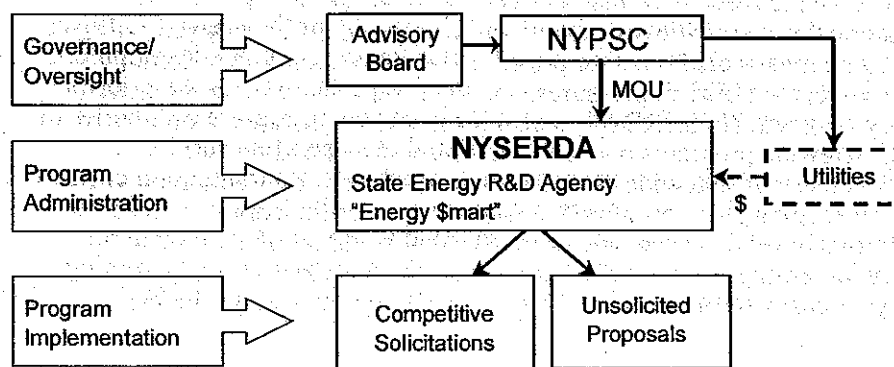 Governance/
Oversight
Advisory
Board
NYPSC
MOU
Program
Administration
NYSERDA
State Energy R&D Agency
“Energy $mart”
Utilities
$
Program
Implementation
Competitive
Solicitations
Unsolicited
Proposals